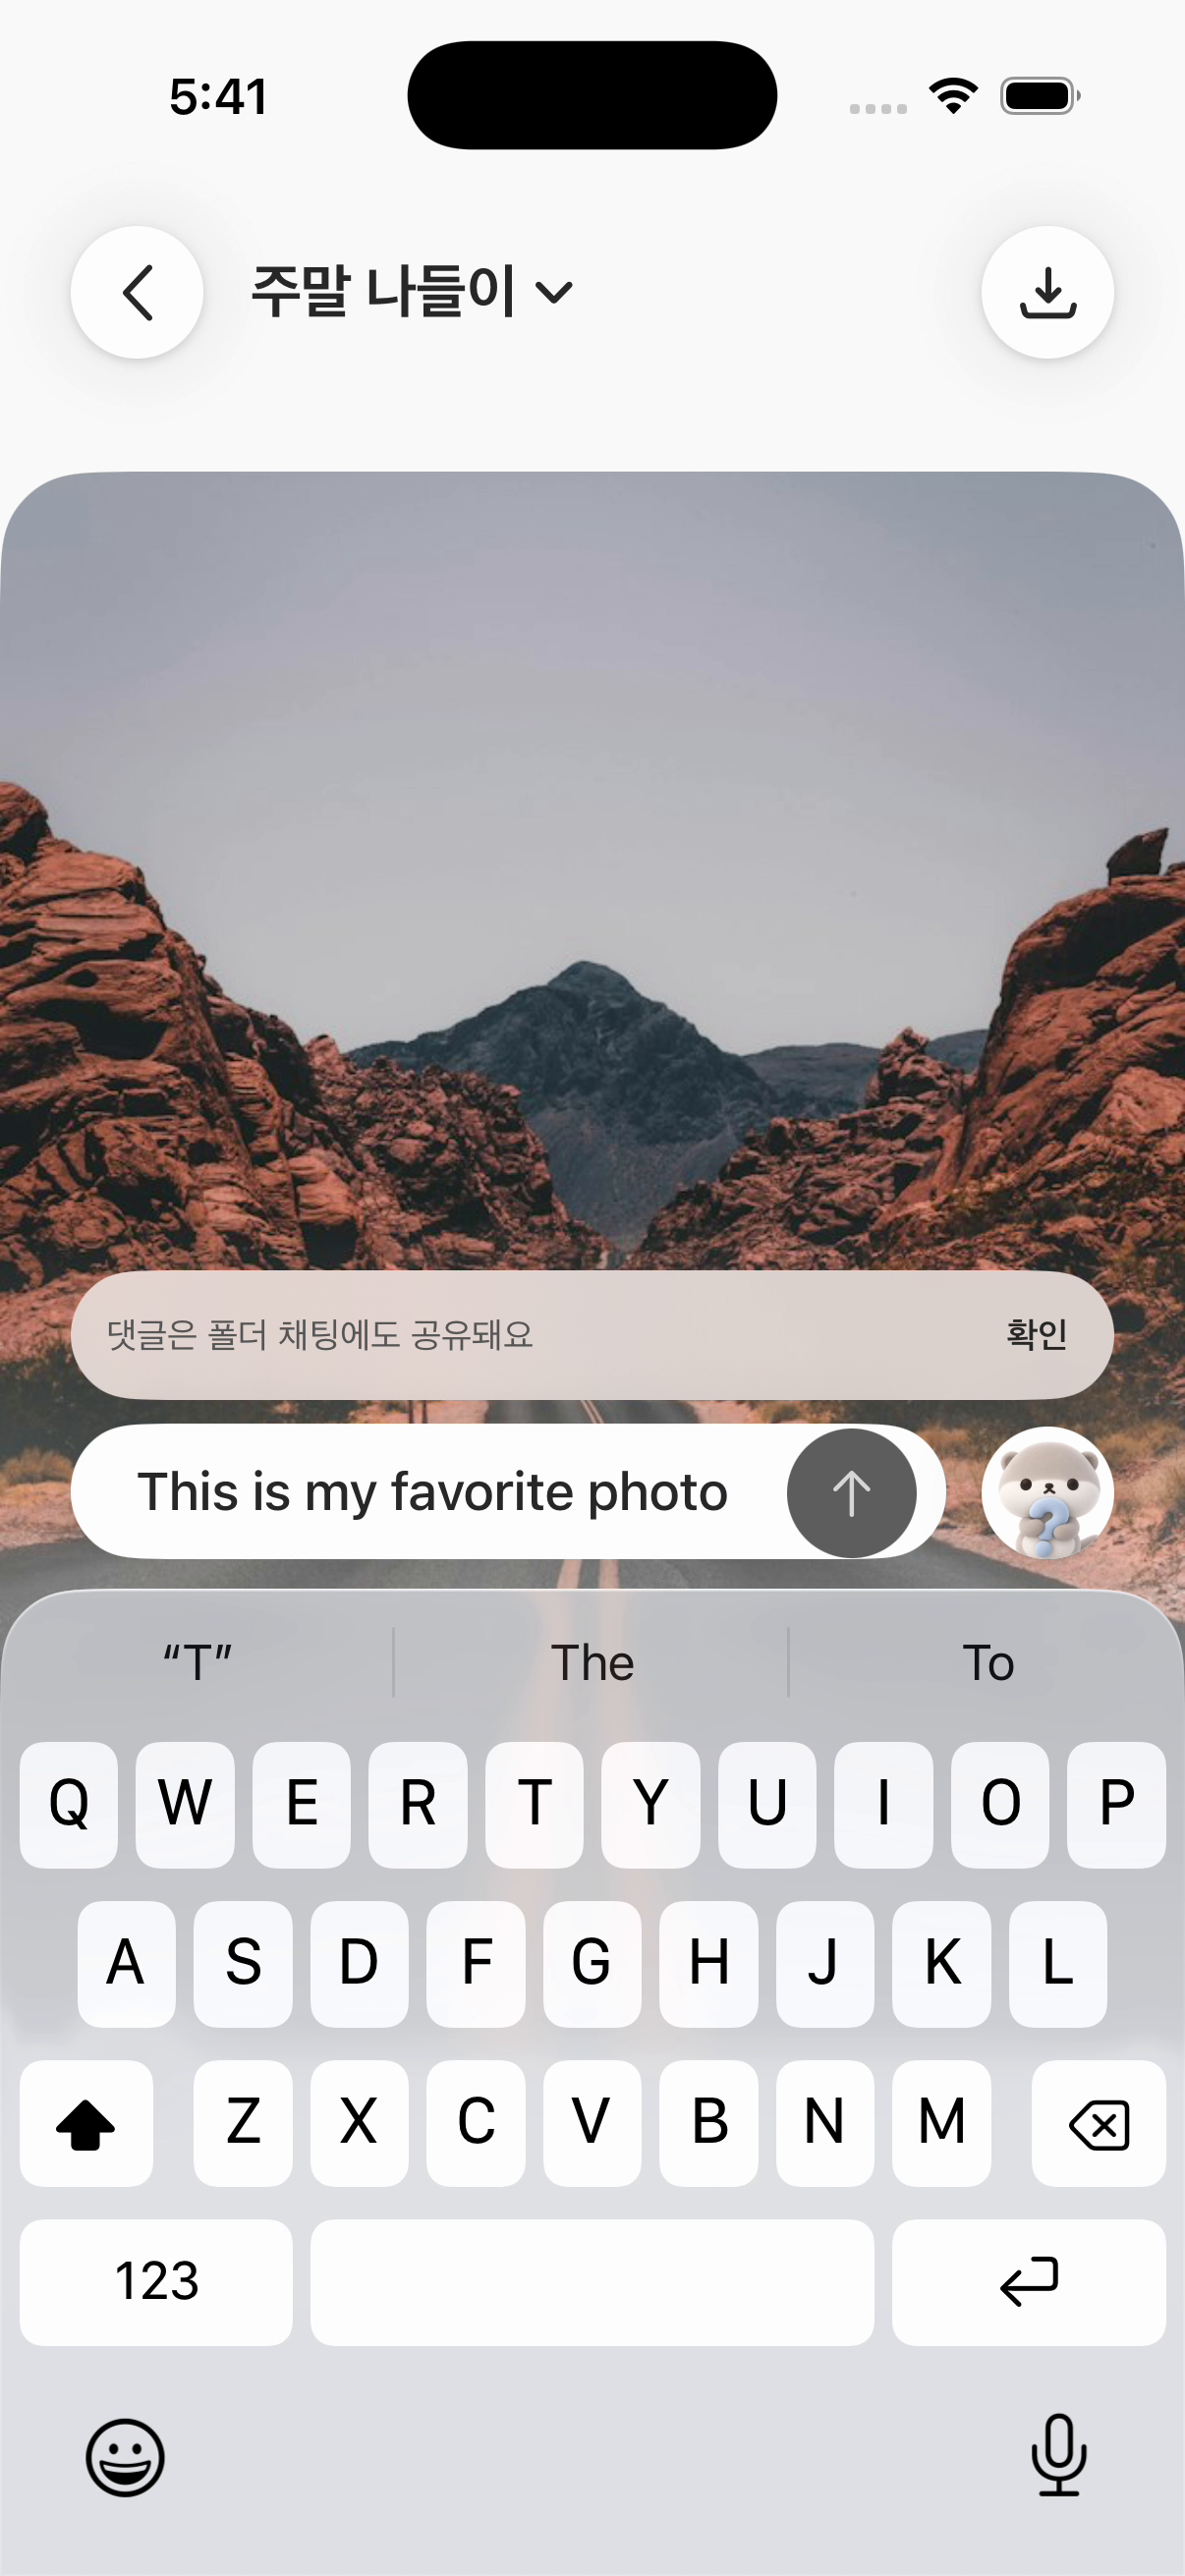 5:41
주말 나들이
댓글은 폴더 채팅에도 공유돼요 확인
This is my favorite photo
“T” The To
Q W E R T Y U I O P
A S D F G H J K L
Z X C V B N M
123